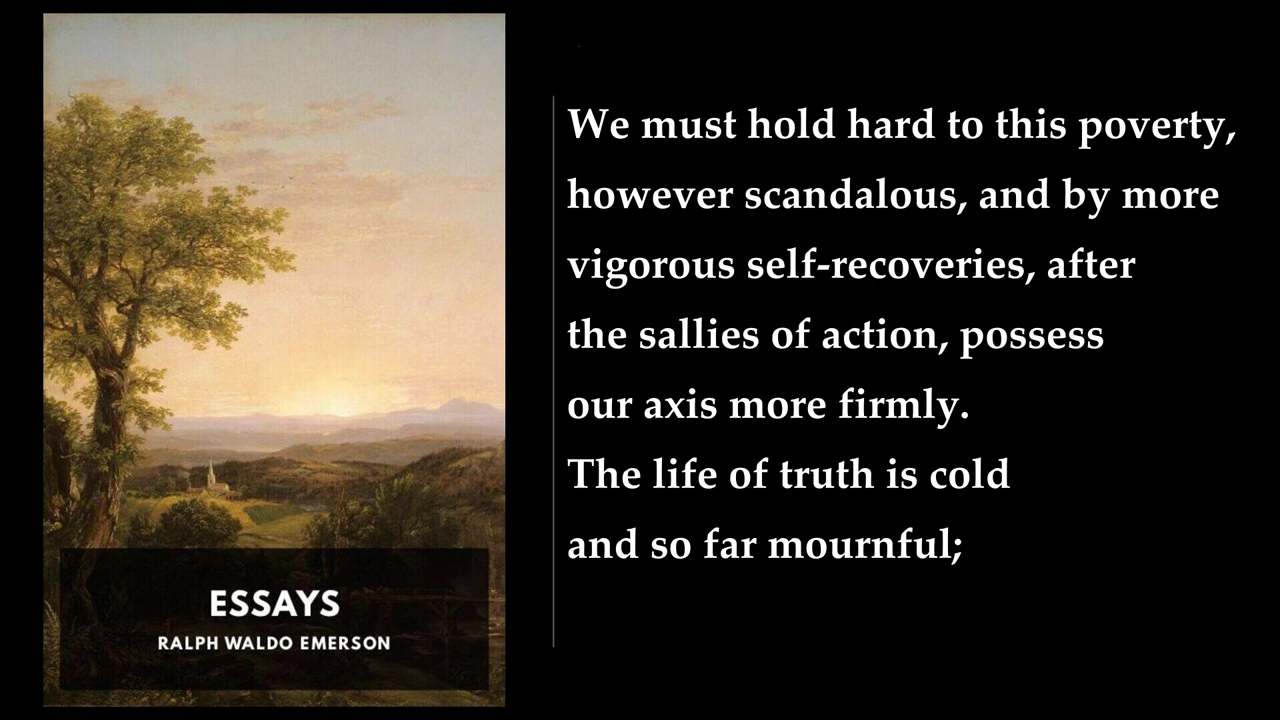 ESSAYS
RALPH WALDO EMERSON
We must hold hard to this poverty,
however scandalous, and by more
vigorous self-recoveries, after
the sallies of action, possess
our axis more firmly.
The life of truth is cold
and so far mournful;